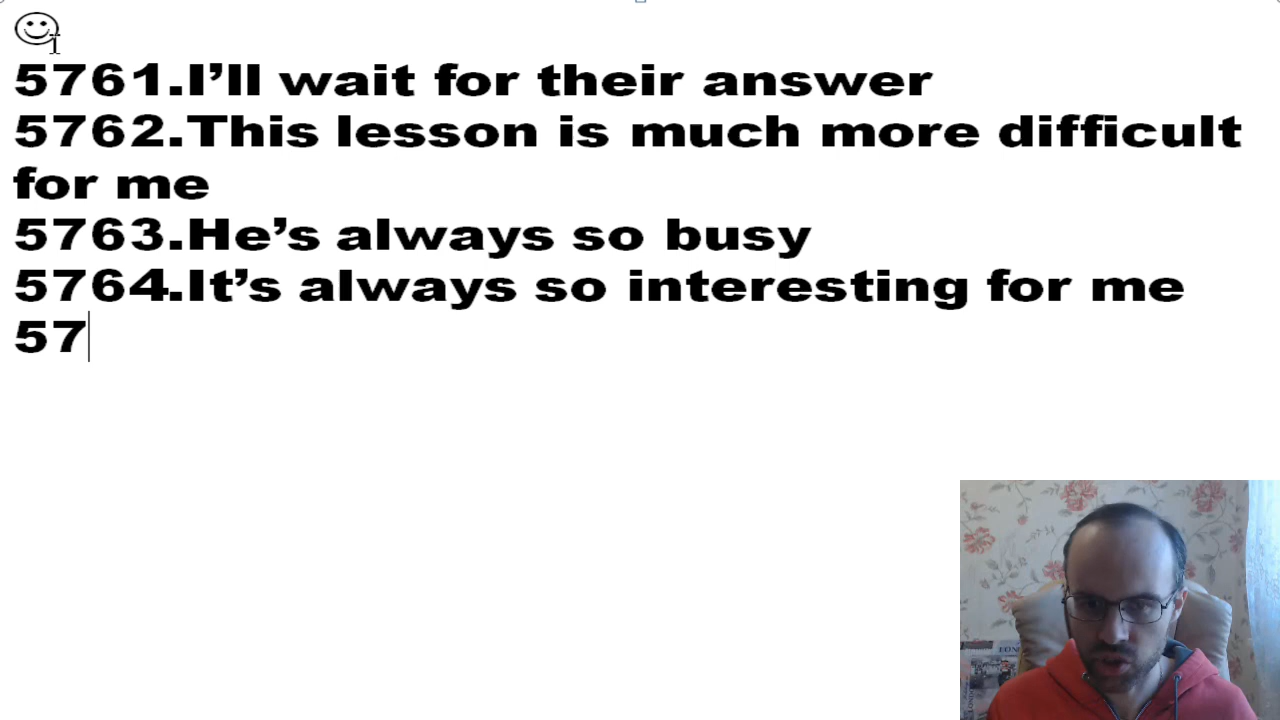 5761.I’ll wait for their answer
5762.This lesson is much more difficult
for me
5763.He’s always so busy
5764.It’s always so interesting for me
57